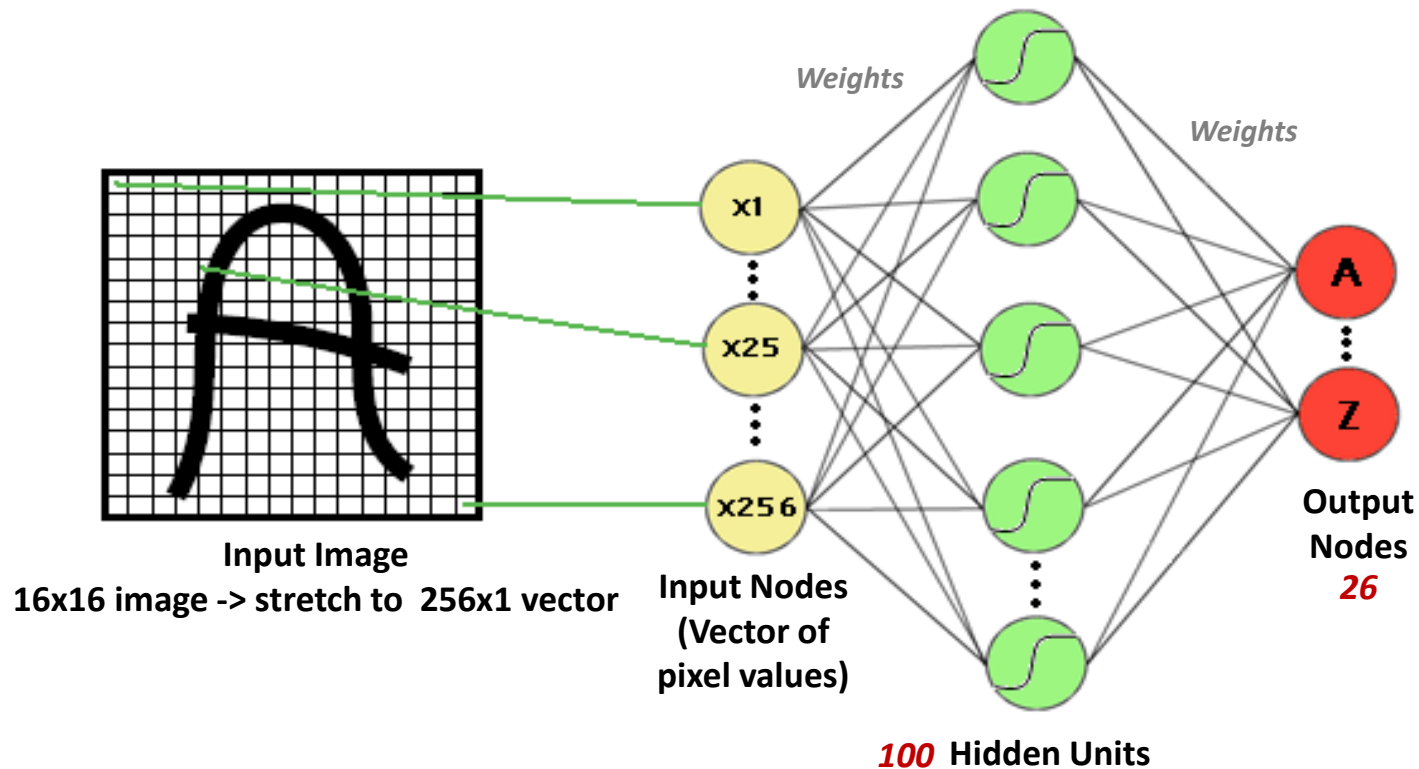 Weights
Weights
x1
x25
x256
A
Z
Input Image
16x16 image -> stretch to 256x1 vector
Input Nodes
(Vector of
pixel values)
Output
Nodes
26
100 Hidden Units